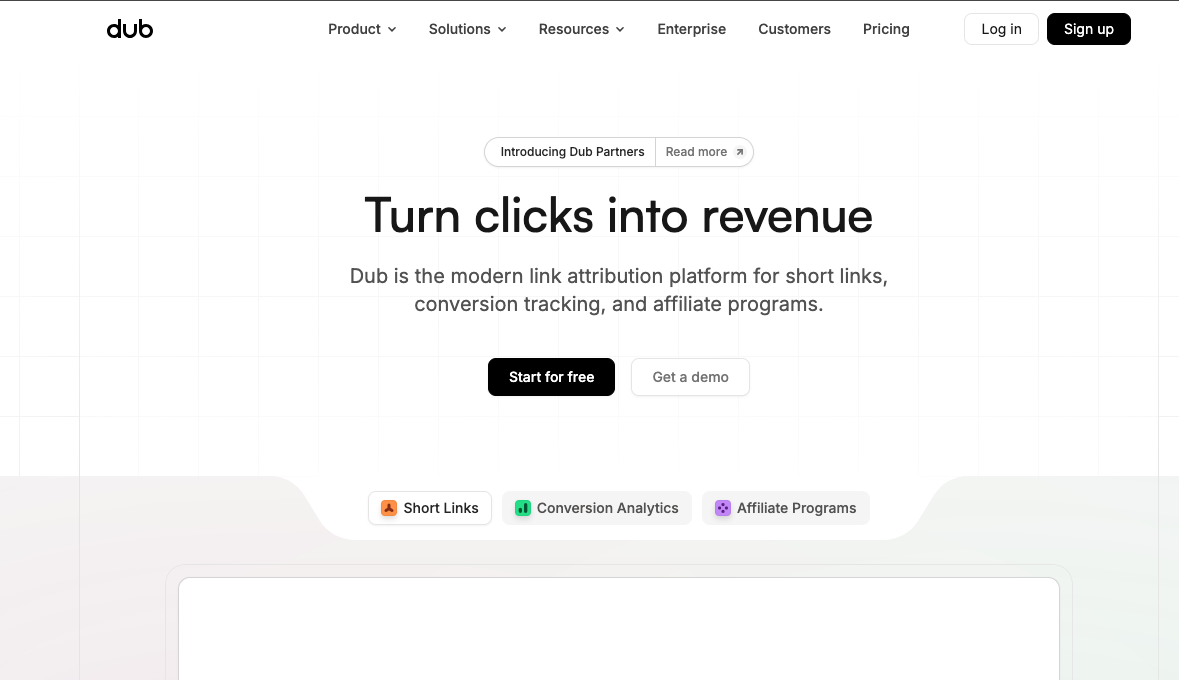 dub
Product
Solutions
Resources
Enterprise
Customers
Pricing
Log in
Sign up
Introducing Dub Partners
Read more
Turn clicks into revenue
Dub is the modern link attribution platform for short links,
conversion tracking, and affiliate programs.
Start for free
Get a demo
Short Links
Conversion Analytics
Affiliate Programs